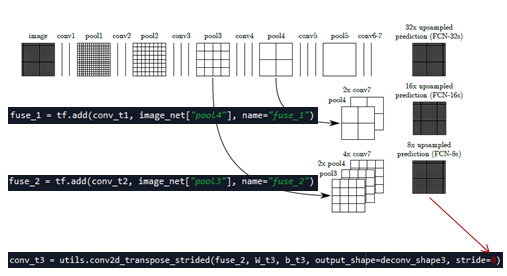 image conv1 pool1 conv2 pool2 conv3 pool3 conv4 pool4 conv5 pool5 conv6-7
32x upsampled
prediction (FCN-32s)
16x upsampled
prediction (FCN-16s)
2x conv7
pool4
fuse_1 = tf.add(conv_t1, image_net["pool4"], name="fuse_1")
8x upsampled
prediction (FCN-8s)
4x conv7
2x pool4
pool3
fuse_2 = tf.add(conv_t2, image_net["pool3"], name="fuse_2")
conv_t3 = utils.conv2d_transpose_strided(fuse_2, W_t3, b_t3, output_shape=deconv_shape3, stride=8)